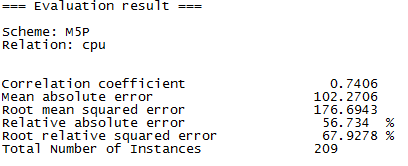 === Evaluation result ===
Scheme: M5P
Relation: cpu
Correlation coefficient 0.7406
Mean absolute error 102.2706
Root mean squared error 176.6943
Relative absolute error 56.734 %
Root relative squared error 67.9278 %
Total Number of Instances 209